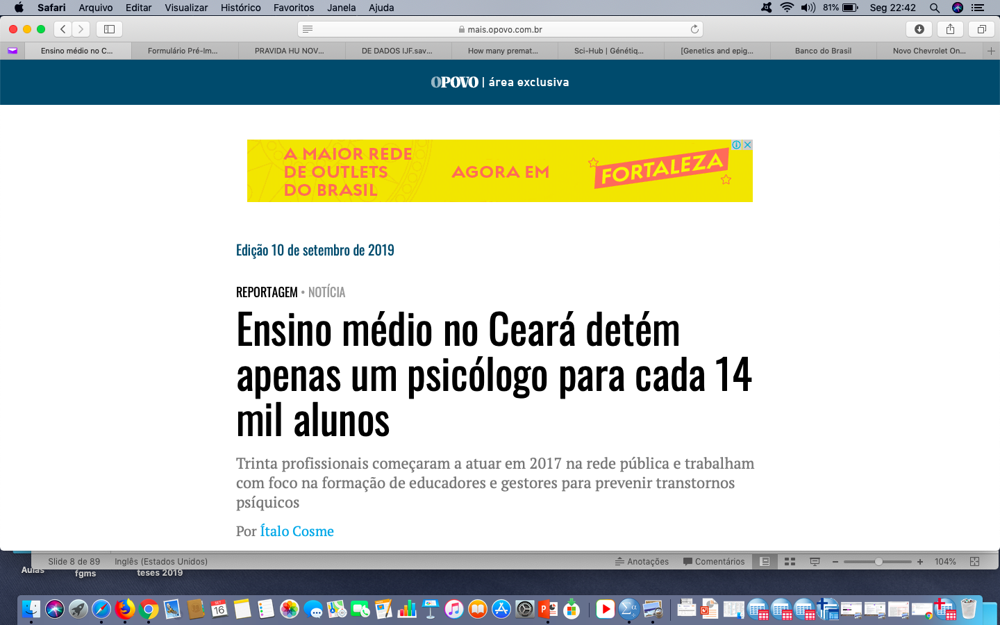 Safari Arquivo Editar Visualizar Histórico Favoritos Janela Ajuda 81% Seg 22:42
mais.opovo.com.br
Ensino médio no C... Formulário Pré-Im... PRAVIDA HU NOV... DE DADOS IJF.sav... How many premat... Sci-Hub | Génétiq... [Genetics and epig... Banco do Brasil Novo Chevrolet On...
OPOVO | área exclusiva
A MAIOR REDE
DE OUTLETS
DO BRASIL
AGORA EM
FORTALEZA
Edição 10 de setembro de 2019
REPORTAGEM • NOTÍCIA
Ensino médio no Ceará detém
apenas um psicólogo para cada 14
mil alunos
Trinta profissionais começaram a atuar em 2017 na rede pública e trabalham
com foco na formação de educadores e gestores para prevenir transtornos
psíquicos
Por Ítalo Cosme
Slide 8 de 89 Inglês (Estados Unidos) Anotações Comentários 104%
Aulas fgms teses 2019
SET
16